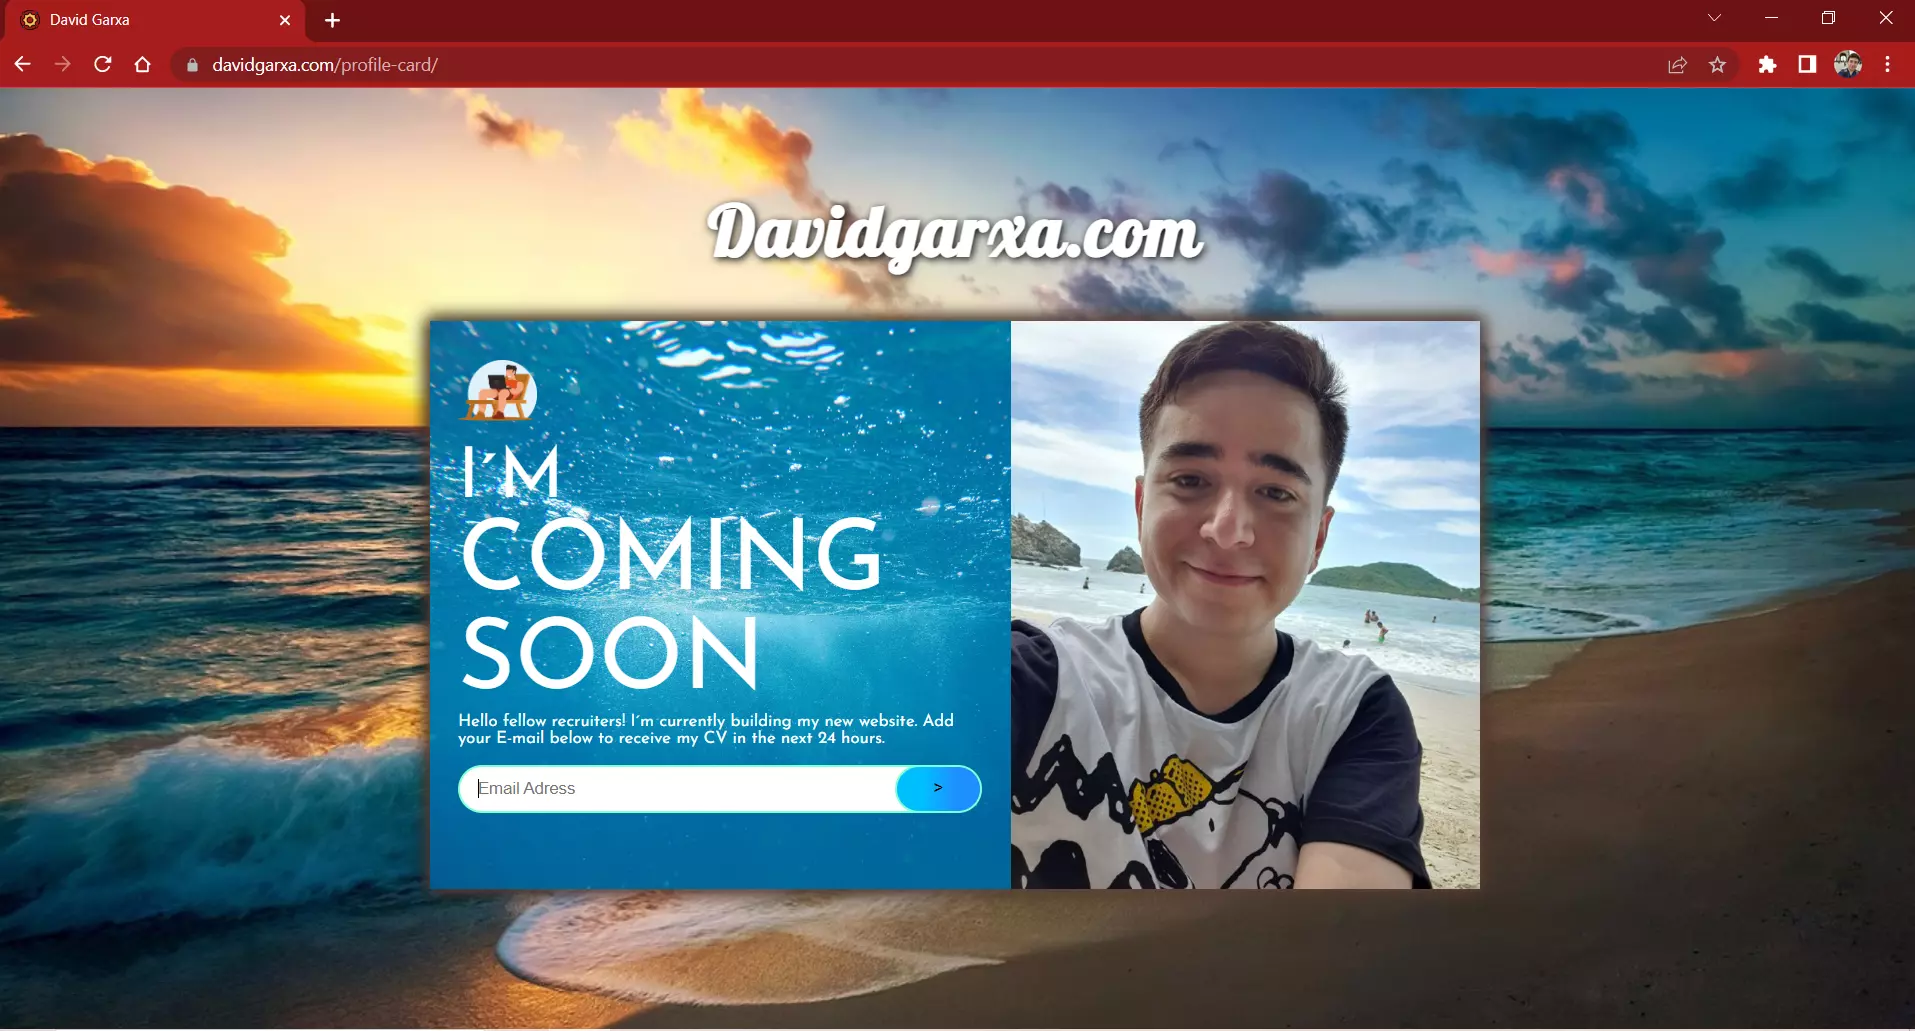 David Garxa
davidgarxa.com/profile-card/
Davidgarxa.com
I´M
COMING
SOON
Hello fellow recruiters! I´m currently building my new website. Add
your E-mail below to receive my CV in the next 24 hours.
Email Adress
>